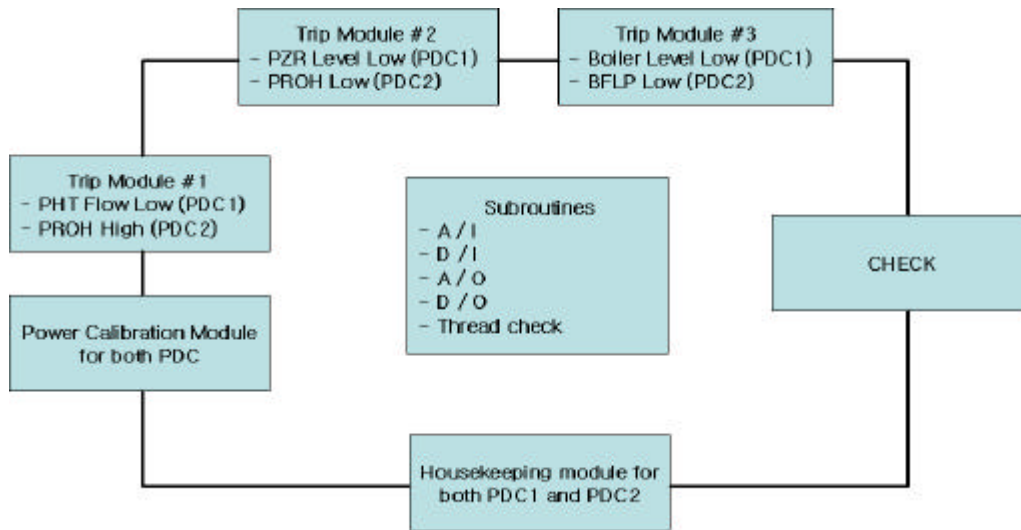 Trip Module #2
- PZR Level Low (PDC1)
- PROH Low (PDC2)
Trip Module #3
- Boiler Level Low (PDC1)
- BFLP Low (PDC2)
Trip Module #1
- PHT Flow Low (PDC1)
- PROH High (PDC2)
Subroutines
- A / I
- D / I
- A / O
- D / O
- Thread check
CHECK
Power Calibration Module
for both PDC
Housekeeping module for
both PDC1 and PDC2